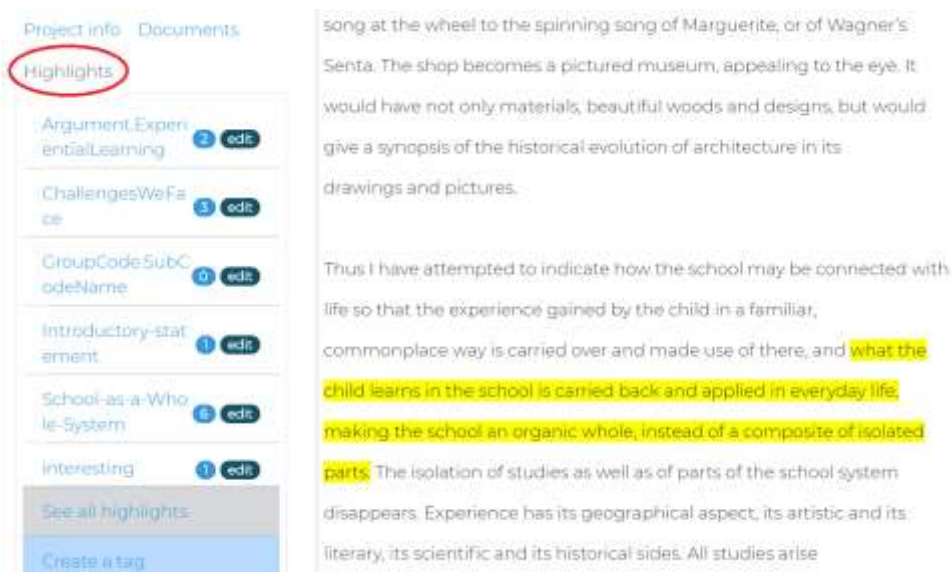 Project info Documents
Highlights
Argument.Experi
entialLearning 2 edit
ChallengesWeFa
ce 3 edit
GroupCode.SubC
odeName 0 edit
Introductory-stat
ement 1 edit
School-as-a-Who
le-System 6 edit
interesting 1 edit
See all highlights
Create a tag
song at the wheel to the spinning song of Marguerite, or of Wagner's
Senta. The shop becomes a pictured museum, appealing to the eye. It
would have not only materials, beautiful woods and designs, but would
give a synopsis of the historical evolution of architecture in its
drawings and pictures.
Thus I have attempted to indicate how the school may be connected with
life so that the experience gained by the child in a familiar,
commonplace way is carried over and made use of there, and what the
child learns in the school is carried back and applied in everyday life,
making the school an organic whole, instead of a composite of isolated
parts. The isolation of studies as well as of parts of the school system
disappears. Experience has its geographical aspect, its artistic and its
literary, its scientific and its historical sides. All studies arise